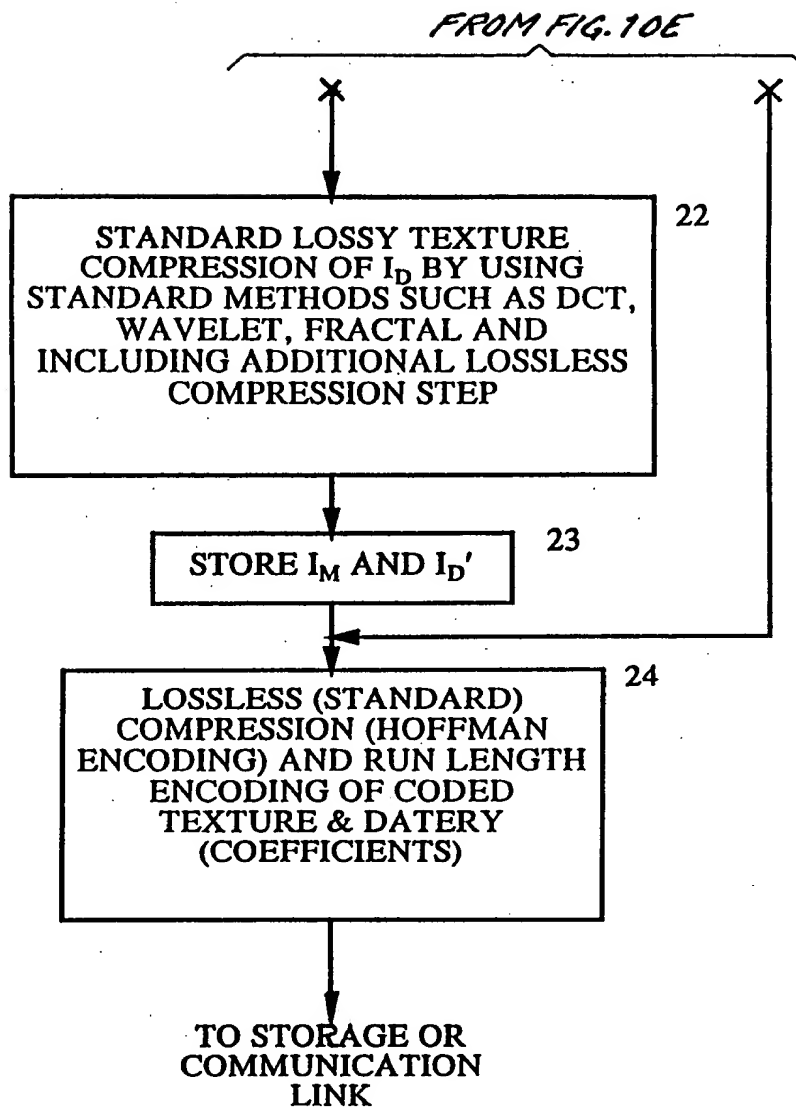 FROM FIG. 10E
22
STANDARD LOSSY TEXTURE
COMPRESSION OF I_D BY USING
STANDARD METHODS SUCH AS DCT,
WAVELET, FRACTAL AND
INCLUDING ADDITIONAL LOSSLESS
COMPRESSION STEP
23
STORE I_M AND I_D'
24
LOSSLESS (STANDARD)
COMPRESSION (HOFFMAN
ENCODING) AND RUN LENGTH
ENCODING OF CODED
TEXTURE & DATERY
(COEFFICIENTS)
TO STORAGE OR
COMMUNICATION
LINK